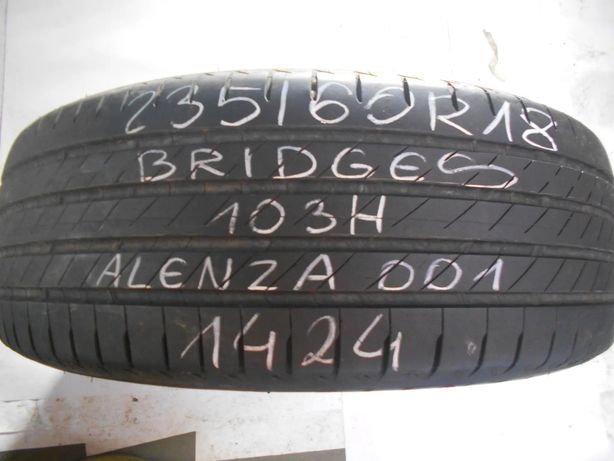 235/60R18
BRIDGES
103H
ALENZA 001
1424